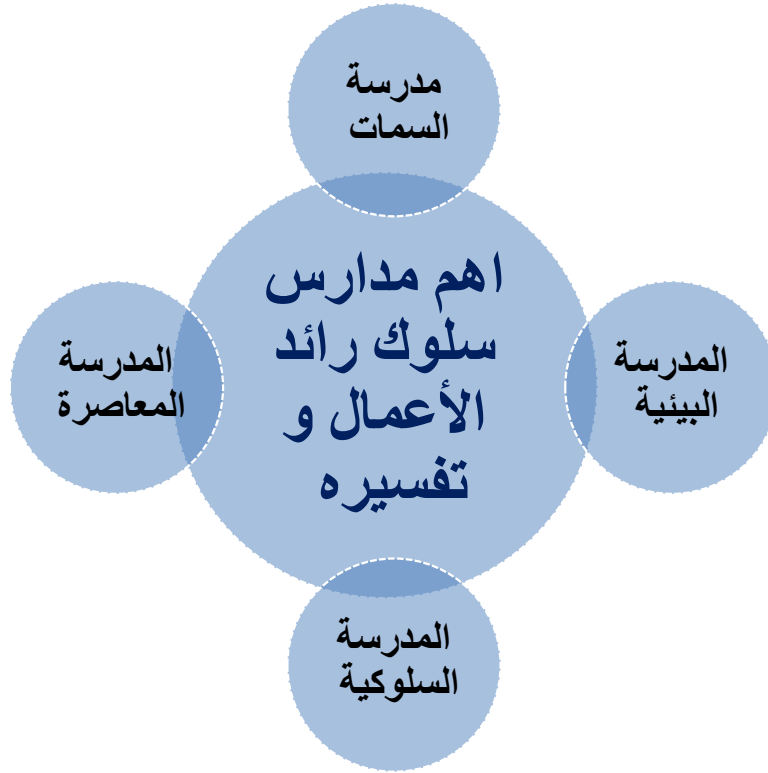 مدرسة
السمات
اهم مدارس
سلوك رائد
الأعمال و
تفسيره
المدرسة
البيئية
المدرسة
السلوكية
المدرسة
المعاصرة